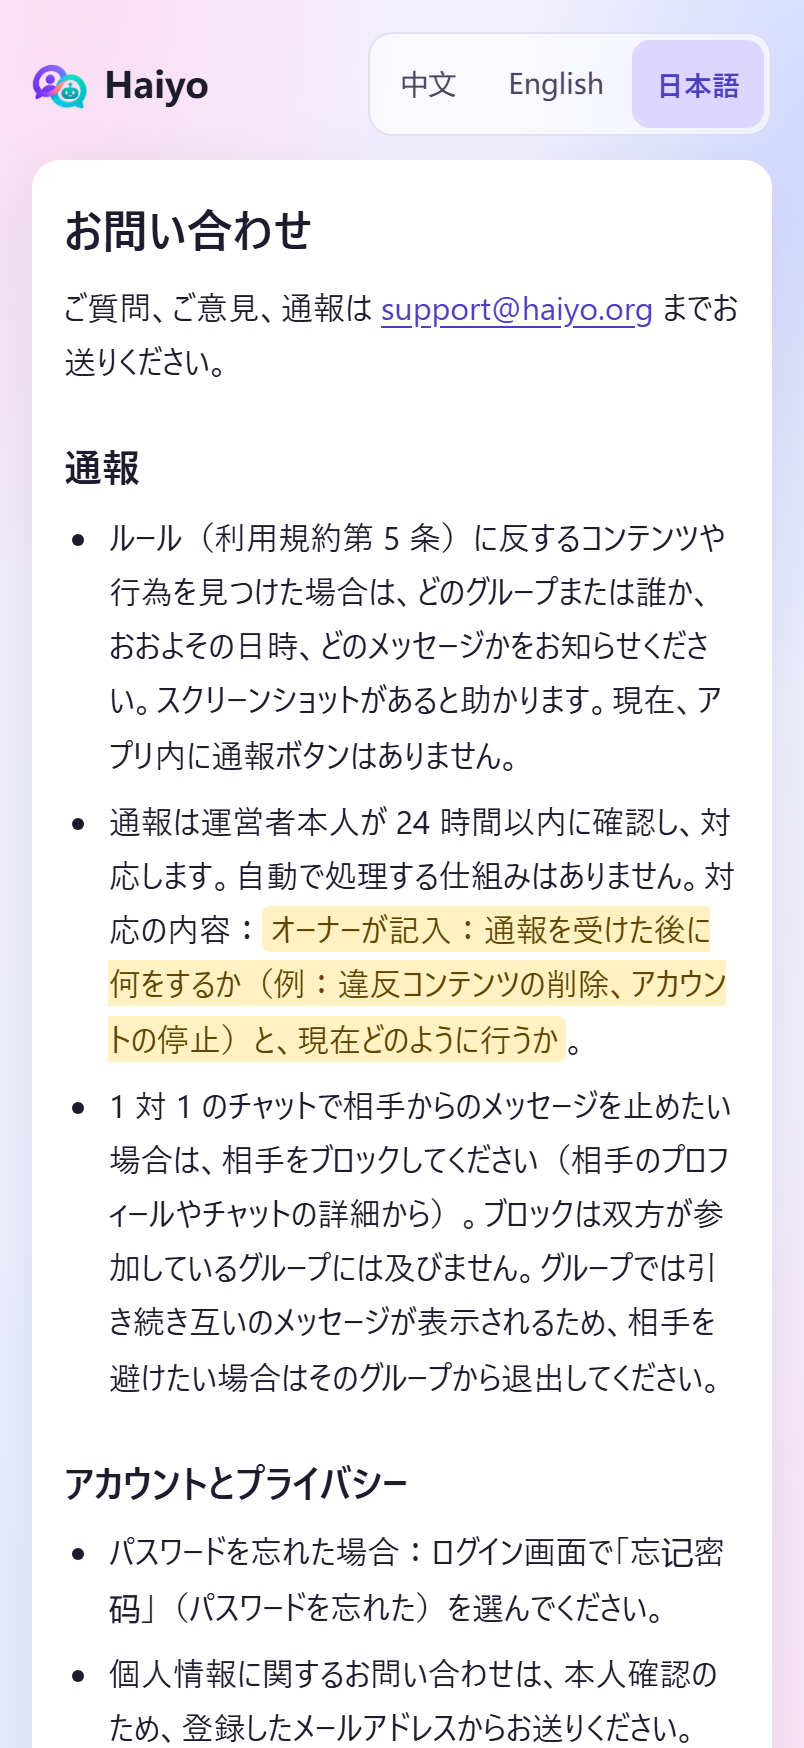 Haiyo
中文 English 日本語
お問い合わせ
ご質問、ご意見、通報は support@haiyo.org までお
送りください。
通報
• ルール（利用規約第 5 条）に反するコンテンツや
行為を見つけた場合は、どのグループまたは誰か、
おおよその日時、どのメッセージかをお知らせくださ
い。スクリーンショットがあると助かります。現在、ア
プリ内に通報ボタンはありません。
• 通報は運営者本人が 24 時間以内に確認し、対
応します。自動で処理する仕組みはありません。対
応の内容：オーナーが記入：通報を受けた後に
何をするか（例：違反コンテンツの削除、アカウン
トの停止）と、現在どのように行うか。
• 1 対 1 のチャットで相手からのメッセージを止めたい
場合は、相手をブロックしてください（相手のプロフ
ィールやチャットの詳細から）。ブロックは双方が参
加しているグループには及びません。グループでは引
き続き互いのメッセージが表示されるため、相手を
避けたい場合はそのグループから退出してください。
アカウントとプライバシー
• パスワードを忘れた場合：ログイン画面で「忘记密
码」（パスワードを忘れた）を選んでください。
• 個人情報に関するお問い合わせは、本人確認の
ため、登録したメールアドレスからお送りください。